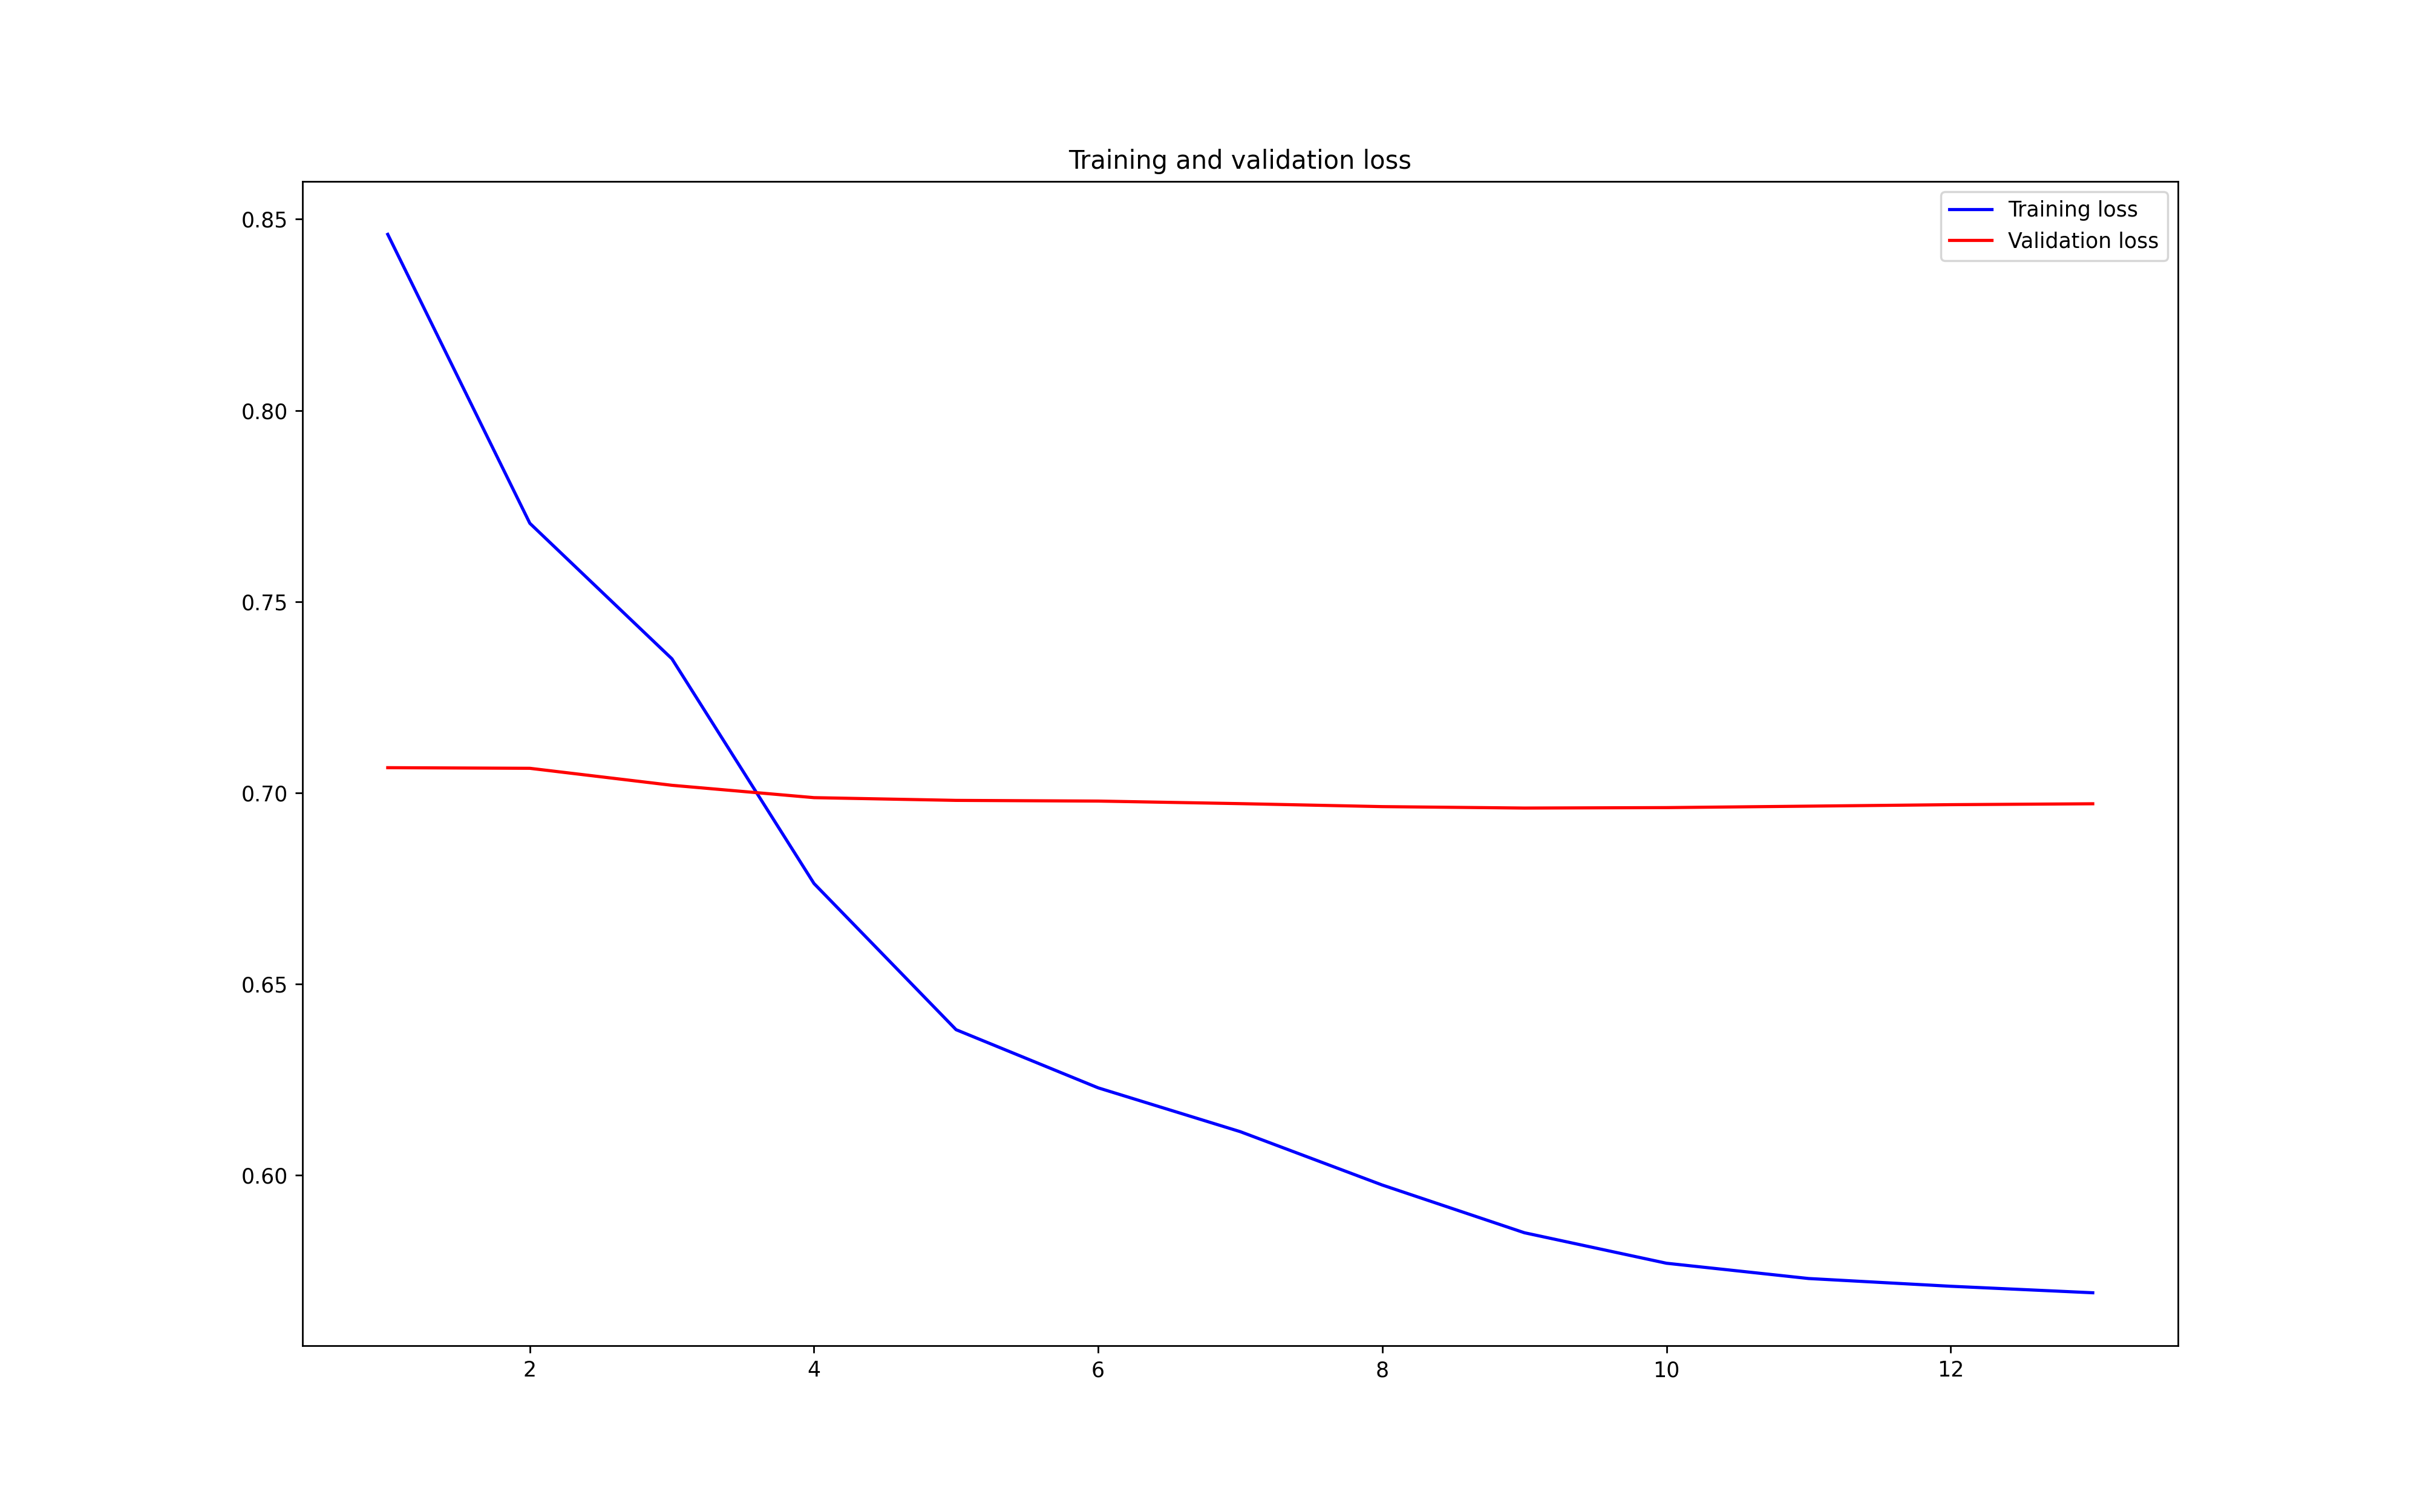 Training and validation loss
Training loss
Validation loss
0.85
0.80
0.75
0.70
0.65
0.60
2 4 6 8 10 12